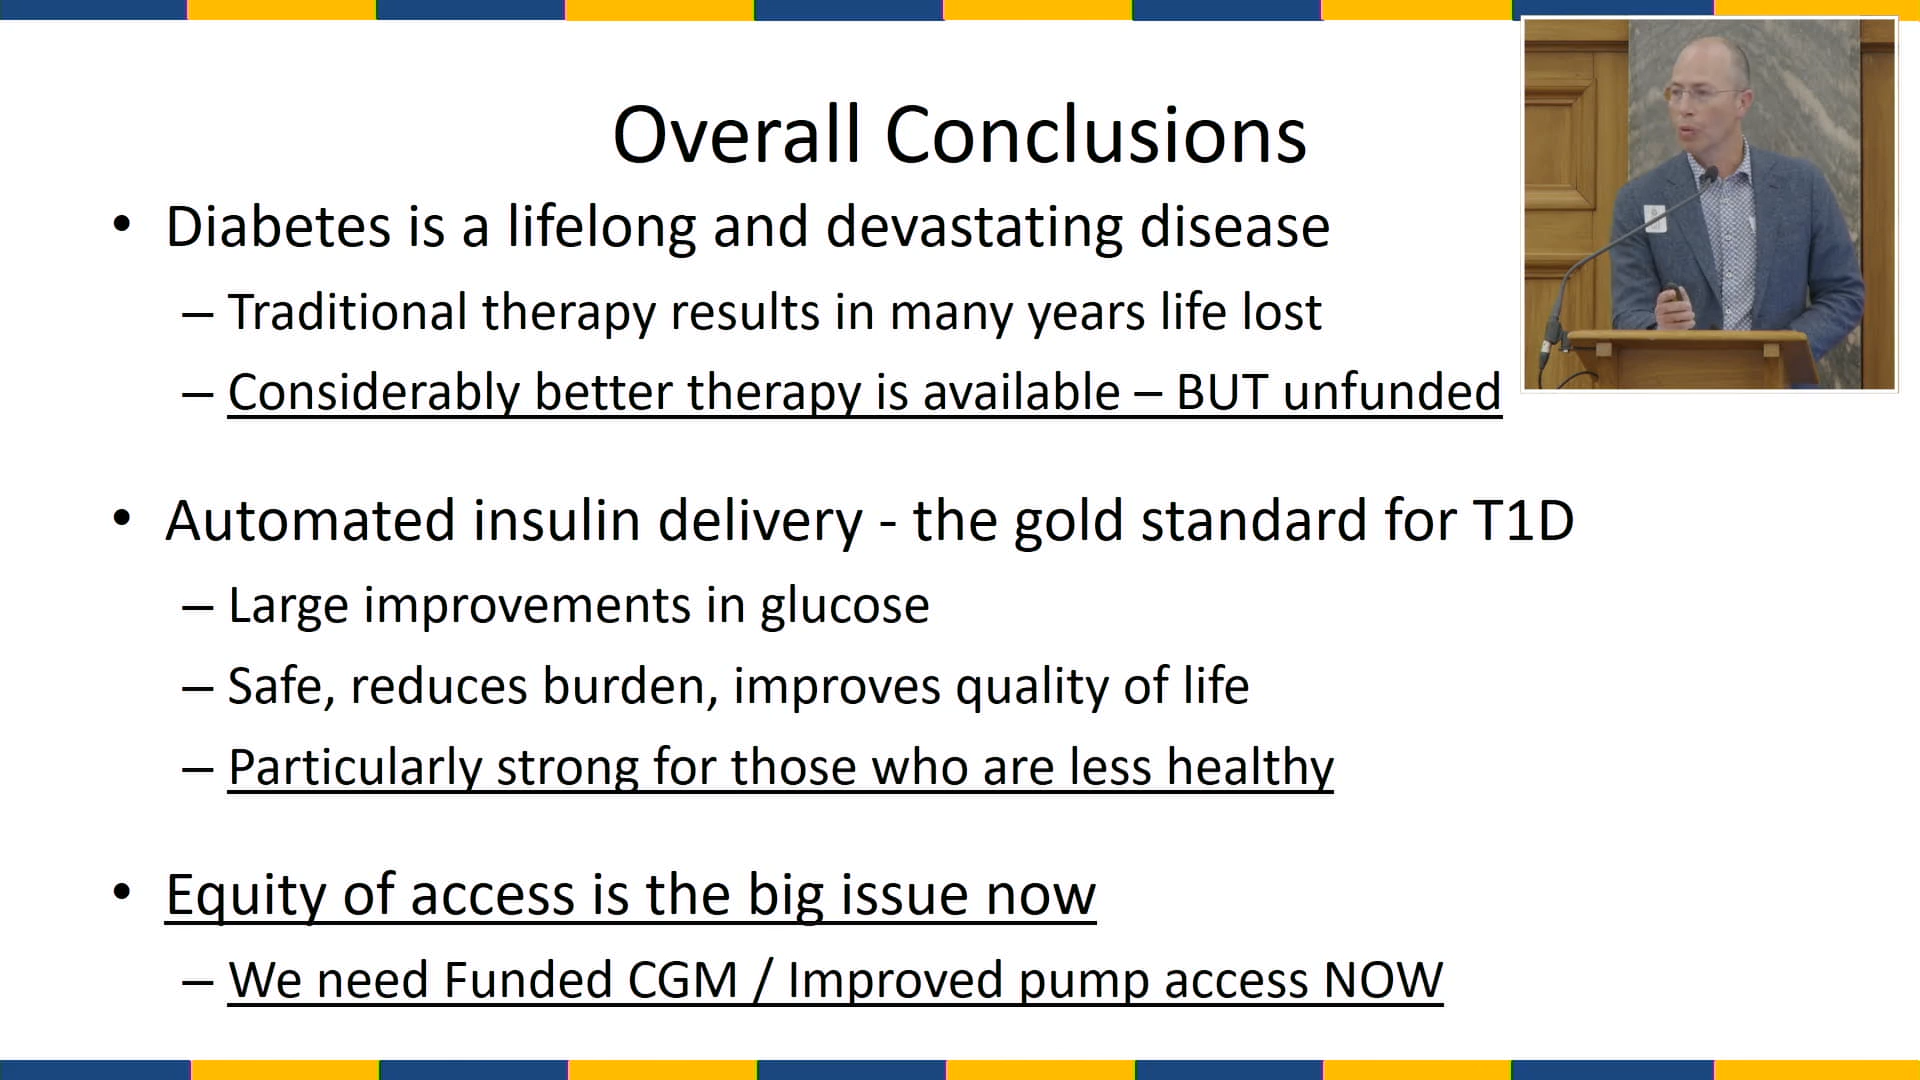 Overall Conclusions
• Diabetes is a lifelong and devastating disease
– Traditional therapy results in many years life lost
– Considerably better therapy is available – BUT unfunded
• Automated insulin delivery - the gold standard for T1D
– Large improvements in glucose
– Safe, reduces burden, improves quality of life
– Particularly strong for those who are less healthy
• Equity of access is the big issue now
– We need Funded CGM / Improved pump access NOW